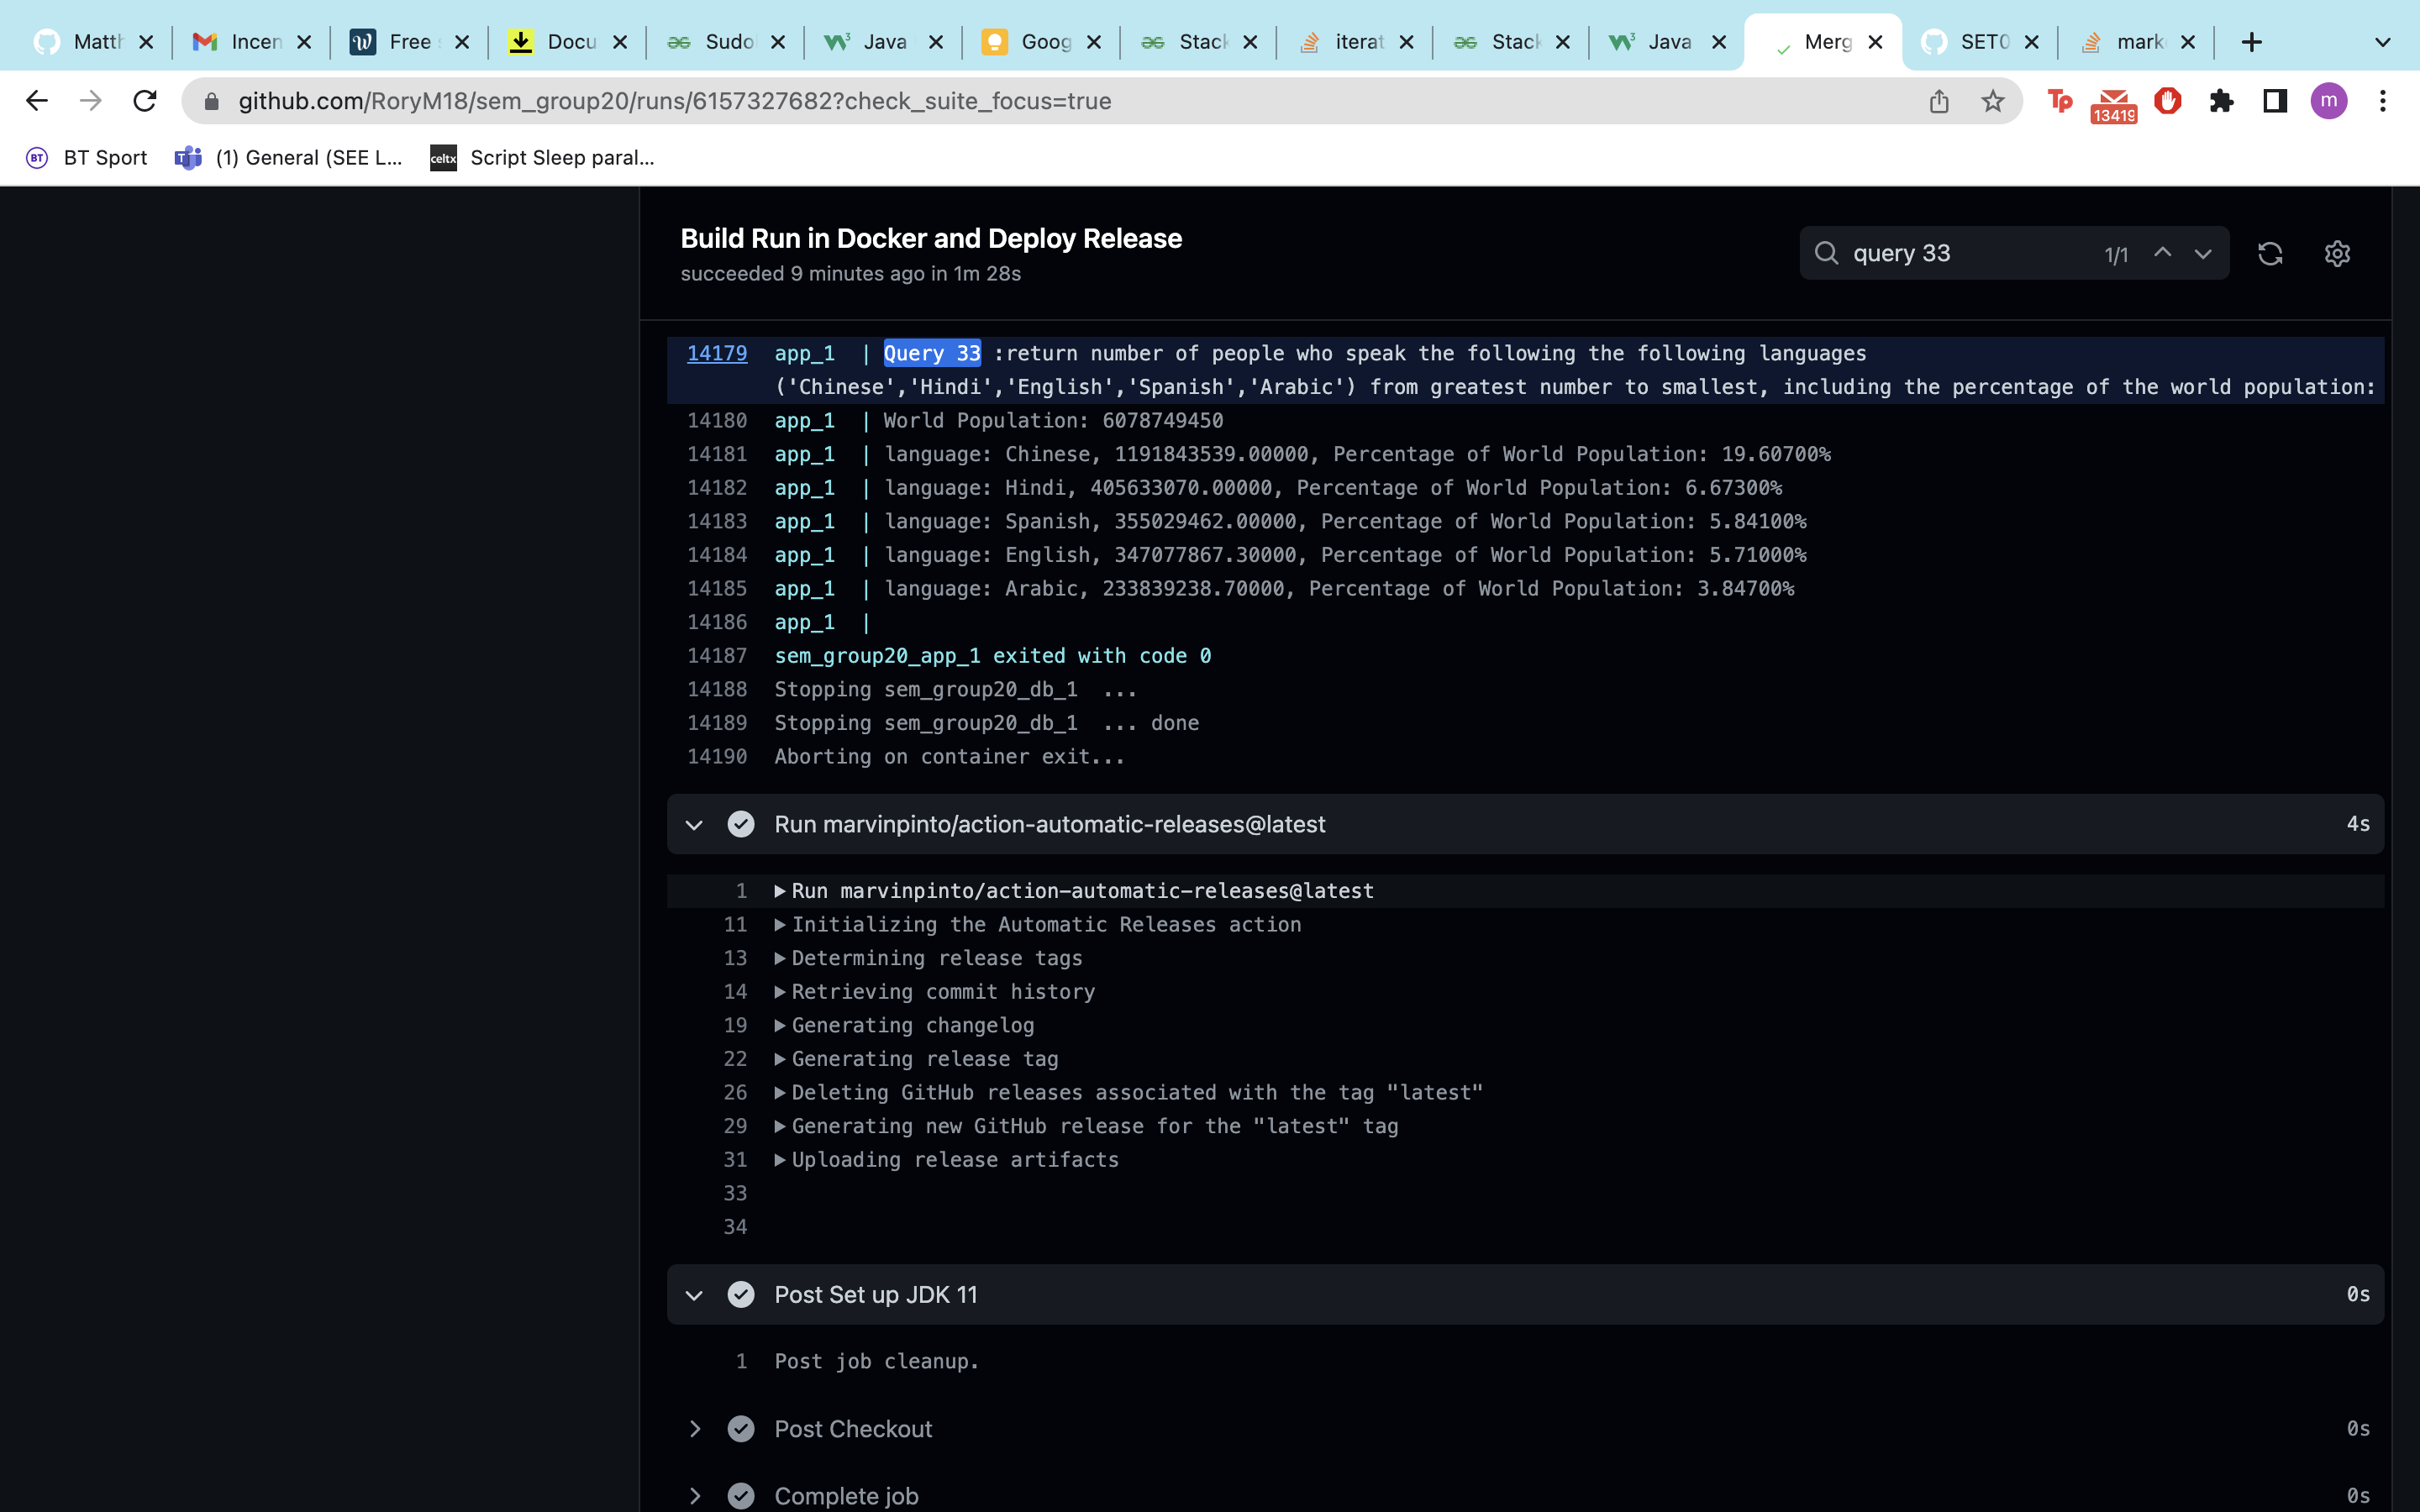 Matth
Incen
Free
Docu
Sudo
Java
Goog
Stack
iterat
Stack
Java
Merg
SET0
mark
github.com/RoryM18/sem_group20/runs/6157327682?check_suite_focus=true
Tp
13419
m
BT
BT Sport
(1) General (SEE L...
celtx
Script Sleep paral...
Build Run in Docker and Deploy Release
succeeded 9 minutes ago in 1m 28s
query 33
1/1
14179 app_1 | Query 33 :return number of people who speak the following the following languages
('Chinese','Hindi','English','Spanish','Arabic') from greatest number to smallest, including the percentage of the world population:
14180 app_1 | World Population: 6078749450
14181 app_1 | language: Chinese, 1191843539.00000, Percentage of World Population: 19.60700%
14182 app_1 | language: Hindi, 405633070.00000, Percentage of World Population: 6.67300%
14183 app_1 | language: Spanish, 355029462.00000, Percentage of World Population: 5.84100%
14184 app_1 | language: English, 347077867.30000, Percentage of World Population: 5.71000%
14185 app_1 | language: Arabic, 233839238.70000, Percentage of World Population: 3.84700%
14186 app_1 |
14187 sem_group20_app_1 exited with code 0
14188 Stopping sem_group20_db_1 ...
14189 Stopping sem_group20_db_1 ... done
14190 Aborting on container exit...
Run marvinpinto/action-automatic-releases@latest 4s
1 Run marvinpinto/action-automatic-releases@latest
11 Initializing the Automatic Releases action
13 Determining release tags
14 Retrieving commit history
19 Generating changelog
22 Generating release tag
26 Deleting GitHub releases associated with the tag "latest"
29 Generating new GitHub release for the "latest" tag
31 Uploading release artifacts
33
34
Post Set up JDK 11 0s
1 Post job cleanup.
Post Checkout 0s
Complete job 0s